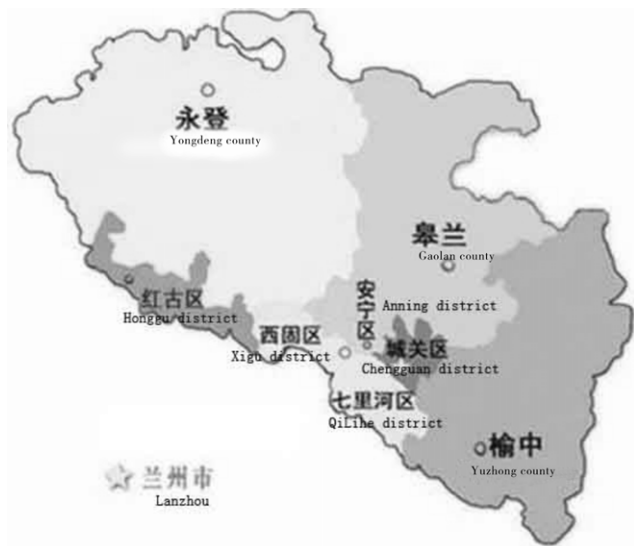 永登
Yongdeng county
皋兰
Gaolan county
红古区
Honggu district
安宁区
Anning district
西固区
Xigu district
城关区
Chengguan district
七里河区
QiLihe district
榆中
Yuzhong county
兰州市
Lanzhou